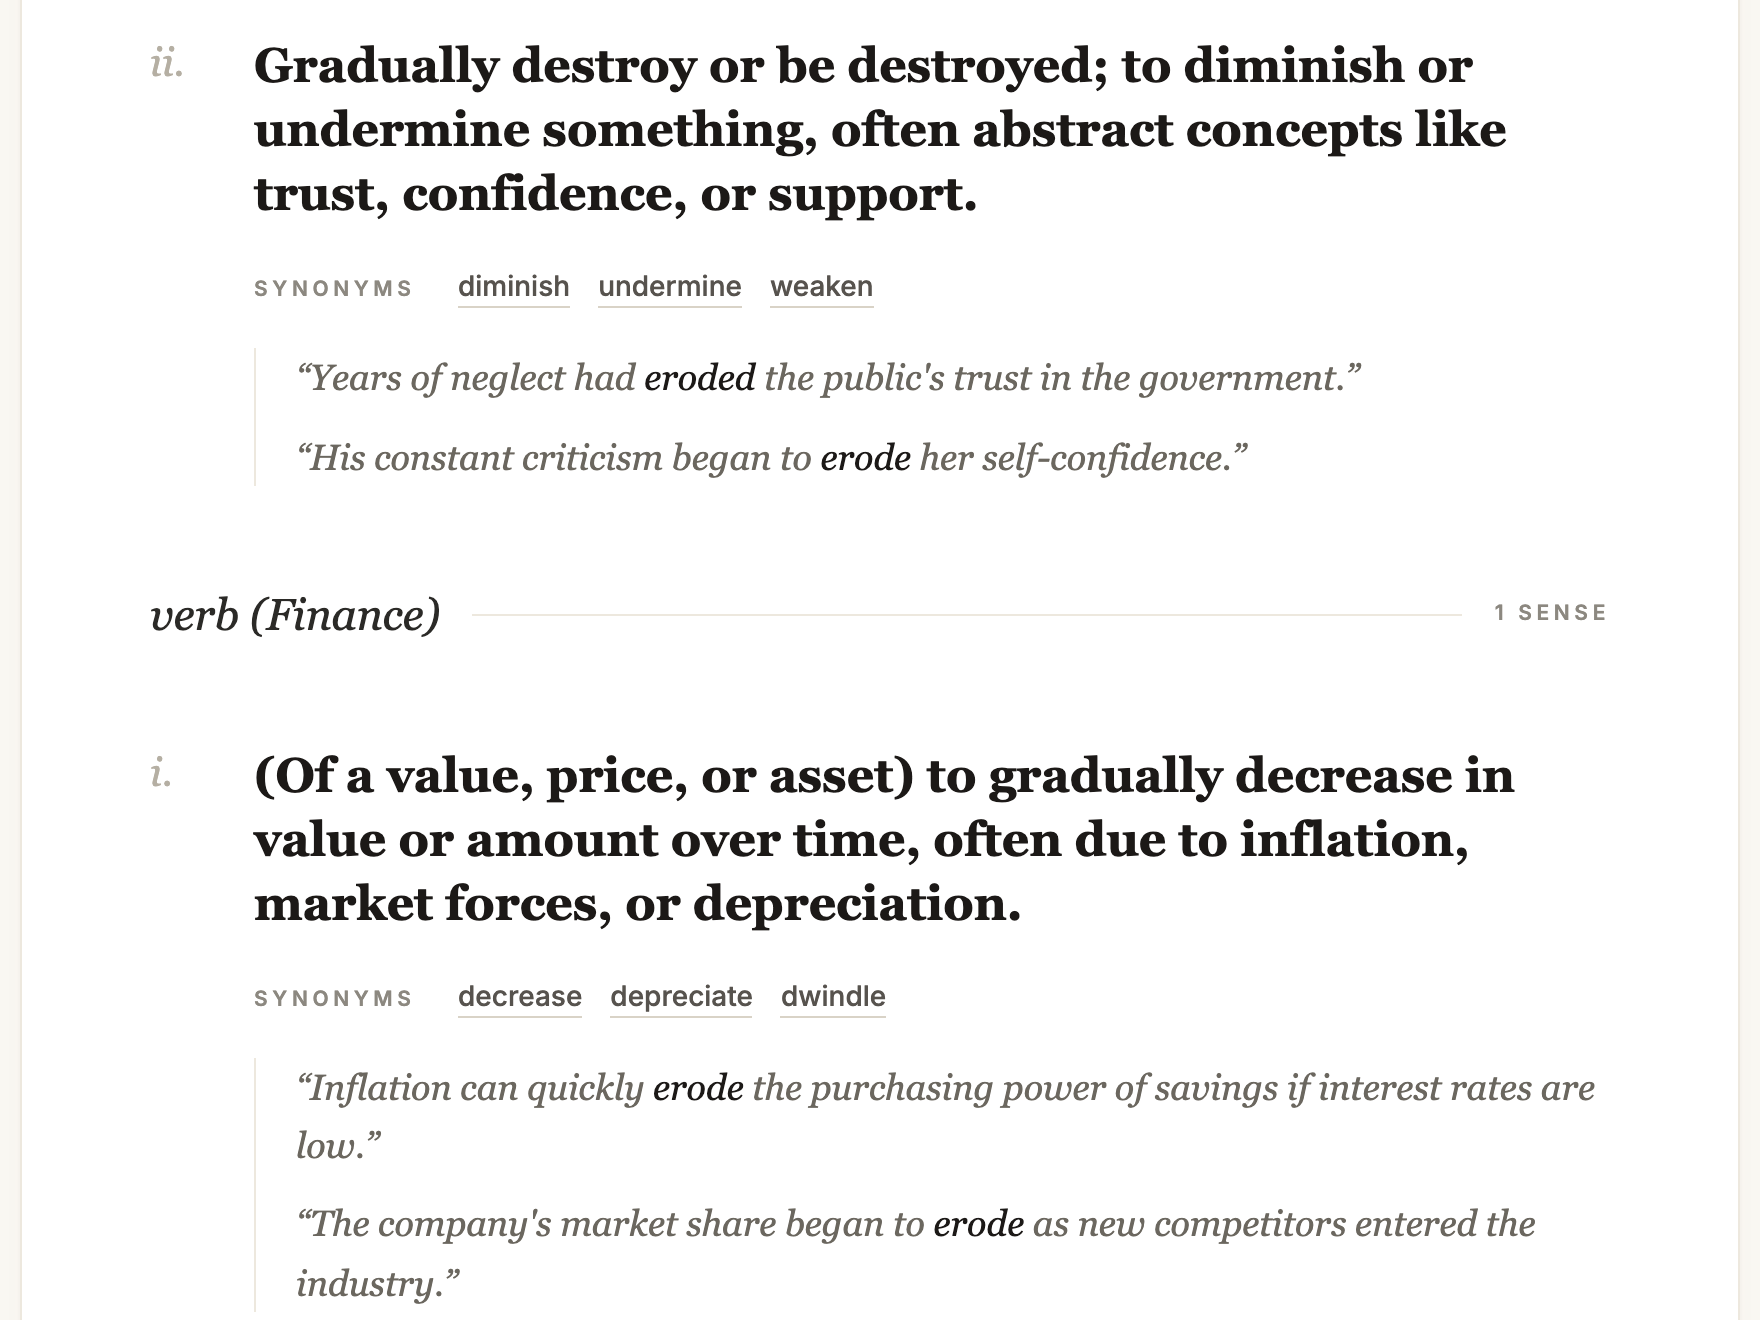 ii.
Gradually destroy or be destroyed; to diminish or
undermine something, often abstract concepts like
trust, confidence, or support.
SYNONYMS diminish undermine weaken
“Years of neglect had eroded the public's trust in the government.”
“His constant criticism began to erode her self-confidence.”
verb (Finance) 1 SENSE
i.
(Of a value, price, or asset) to gradually decrease in
value or amount over time, often due to inflation,
market forces, or depreciation.
SYNONYMS decrease depreciate dwindle
“Inflation can quickly erode the purchasing power of savings if interest rates are
low.”
“The company's market share began to erode as new competitors entered the
industry.”